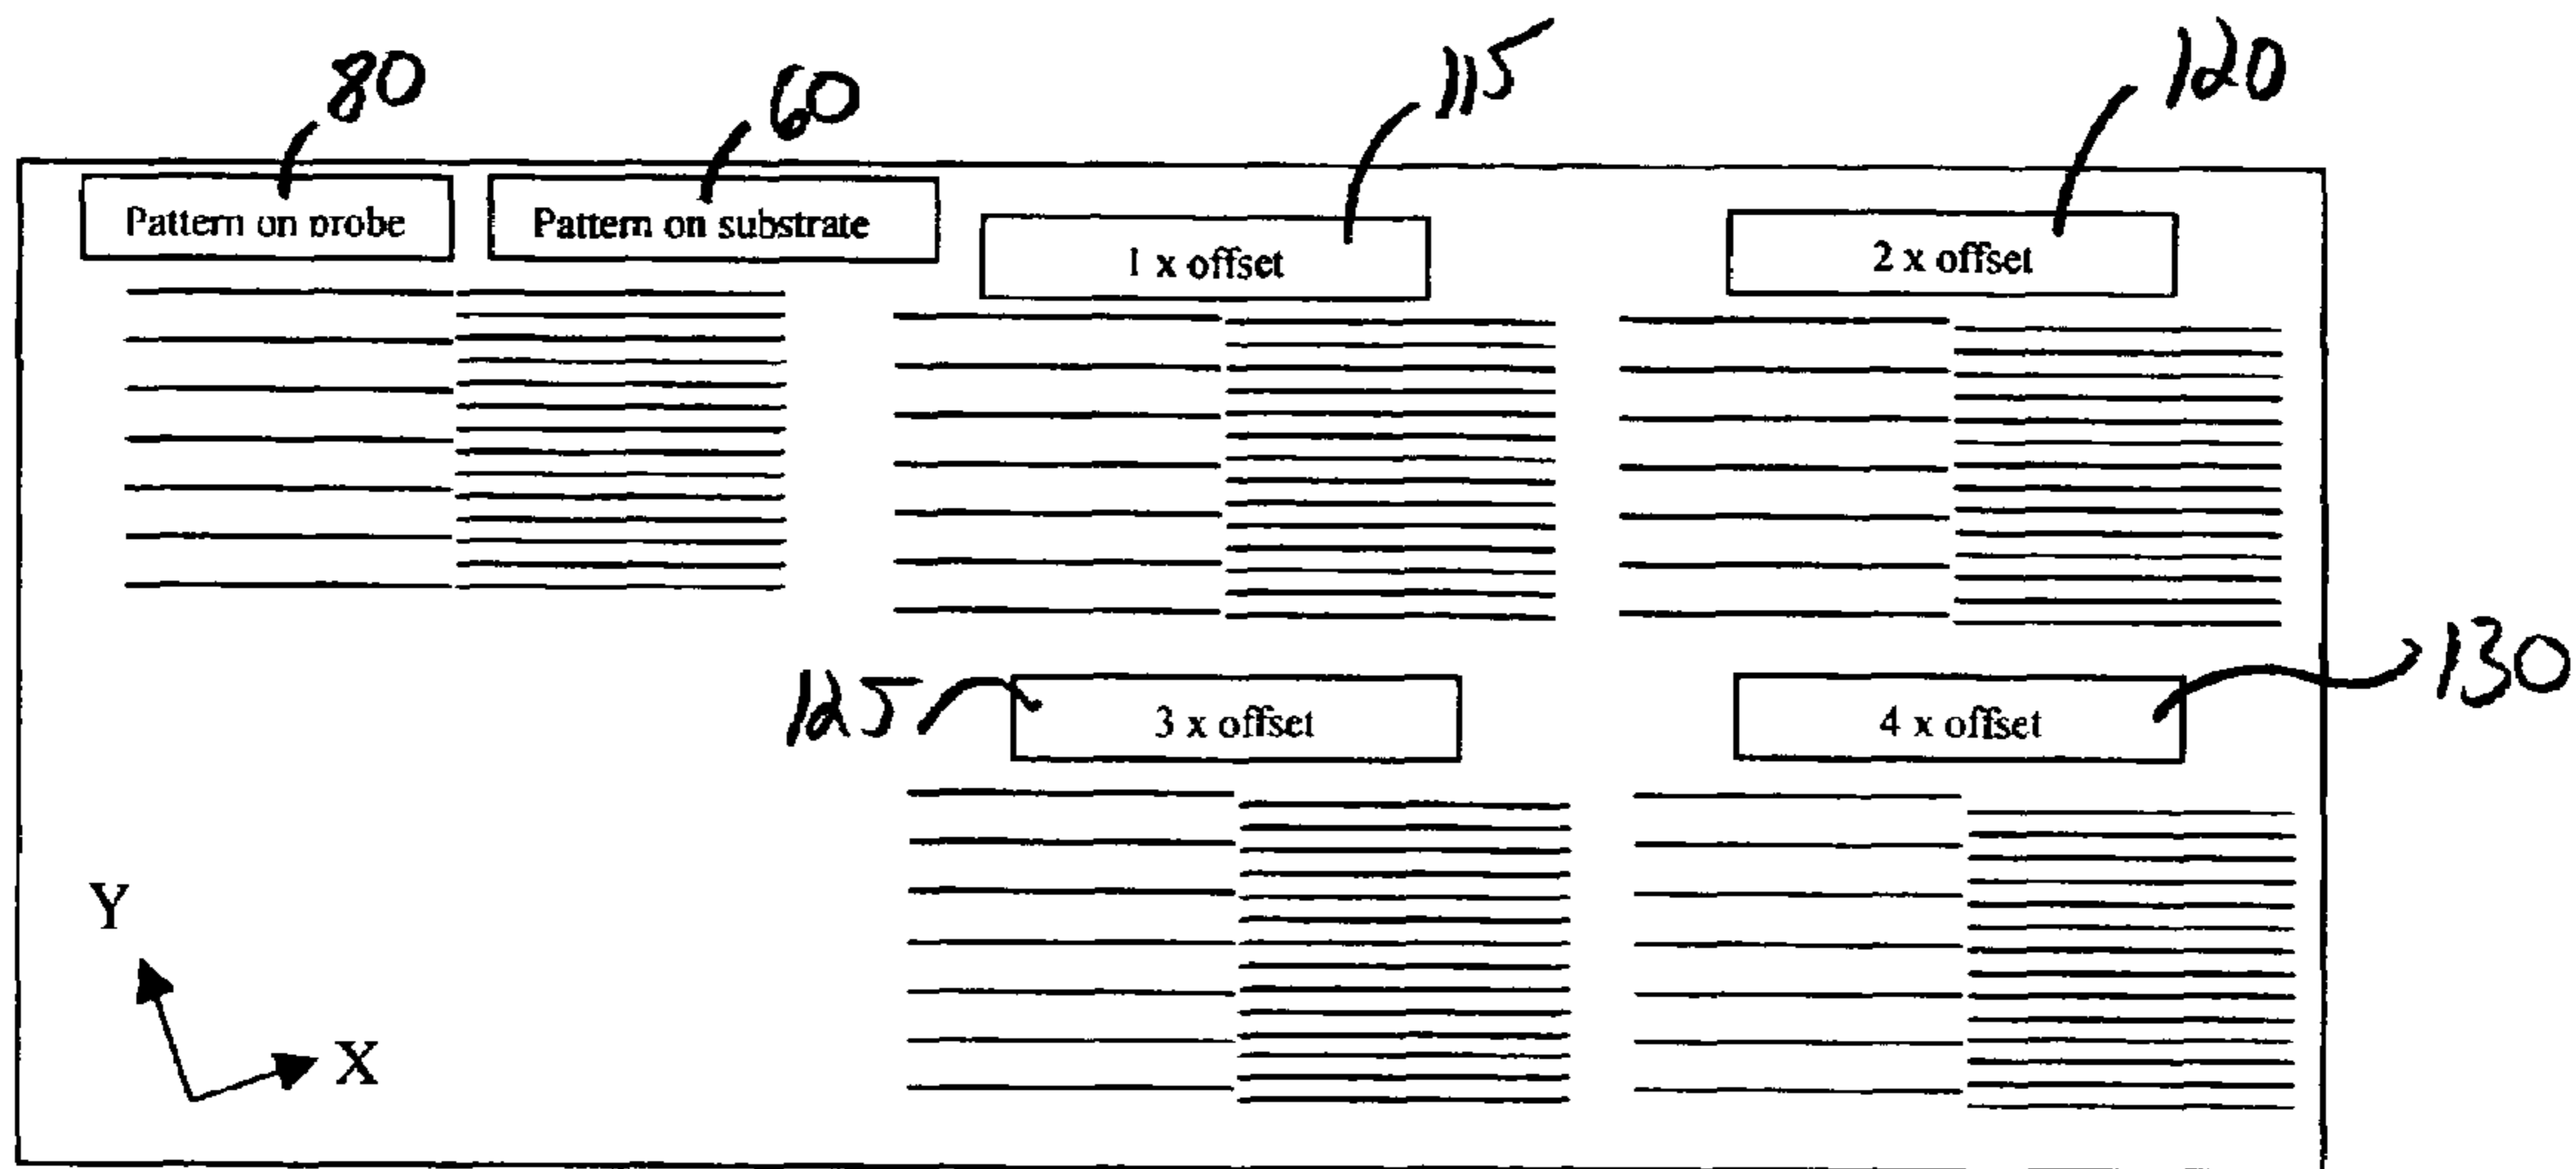 80
60
115
120
Pattern on probe
Pattern on substrate
1 x offset
2 x offset
125
3 x offset
4 x offset
130
Y
X